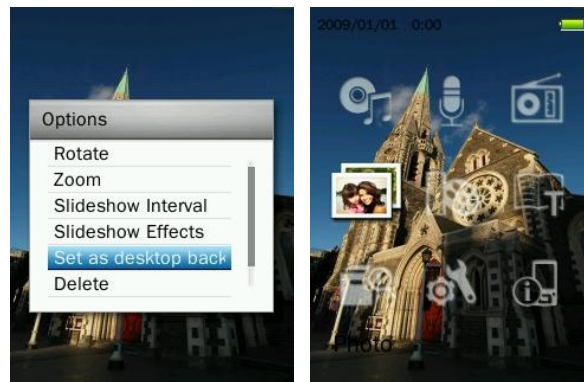 Options
Rotate
Zoom
Slideshow Interval
Slideshow Effects
Set as desktop back
Delete
2009/01/01 0:00
Photo